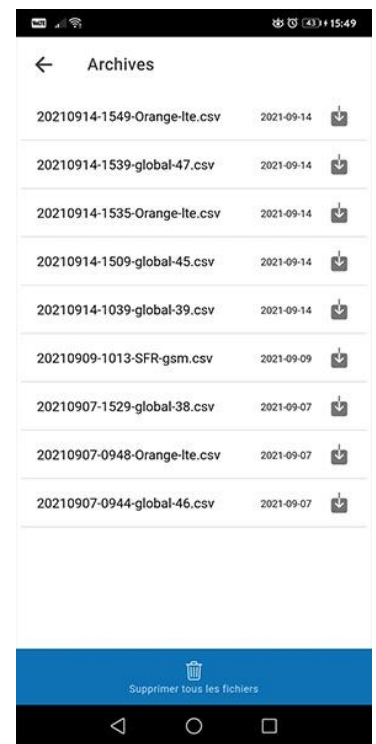 VoLTE 43 15:49
Archives
20210914-1549-Orange-lte.csv 2021-09-14
20210914-1539-global-47.csv 2021-09-14
20210914-1535-Orange-lte.csv 2021-09-14
20210914-1509-global-45.csv 2021-09-14
20210914-1039-global-39.csv 2021-09-14
20210909-1013-SFR-gsm.csv 2021-09-09
20210907-1529-global-38.csv 2021-09-07
20210907-0948-Orange-lte.csv 2021-09-07
20210907-0944-global-46.csv 2021-09-07
Supprimer tous les fichiers